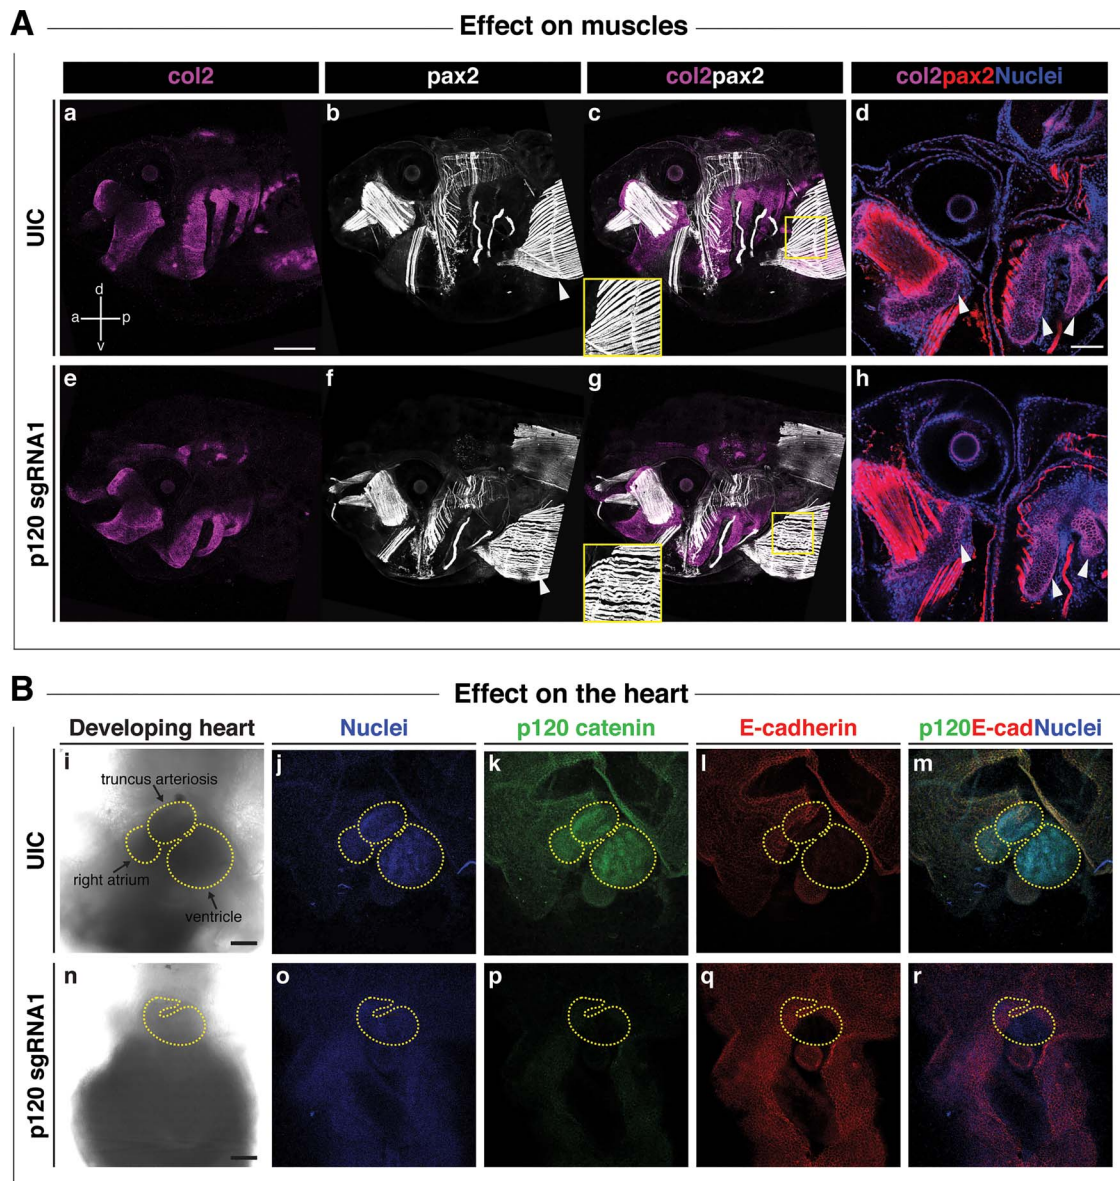 A
Effect on muscles
col2
pax2
col2pax2
col2pax2Nuclei
UIC
a
b
c
d
d
a
p
v
p120 sgRNA1
e
f
g
h
B
Effect on the heart
Developing heart
Nuclei
p120 catenin
E-cadherin
p120E-cadNuclei
UIC
i
j
k
l
m
truncus arteriosis
right atrium
ventricle
p120 sgRNA1
n
o
p
q
r